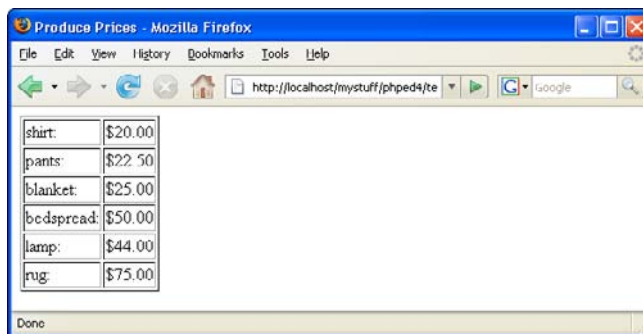 Produce Prices - Mozilla Firefox
File Edit View History Bookmarks Tools Help
http://localhost/mystuff/phped4/te
G Google
shirt: $20.00
pants: $22.50
blanket: $25.00
bedspread: $50.00
lamp: $44.00
rug: $75.00
Done